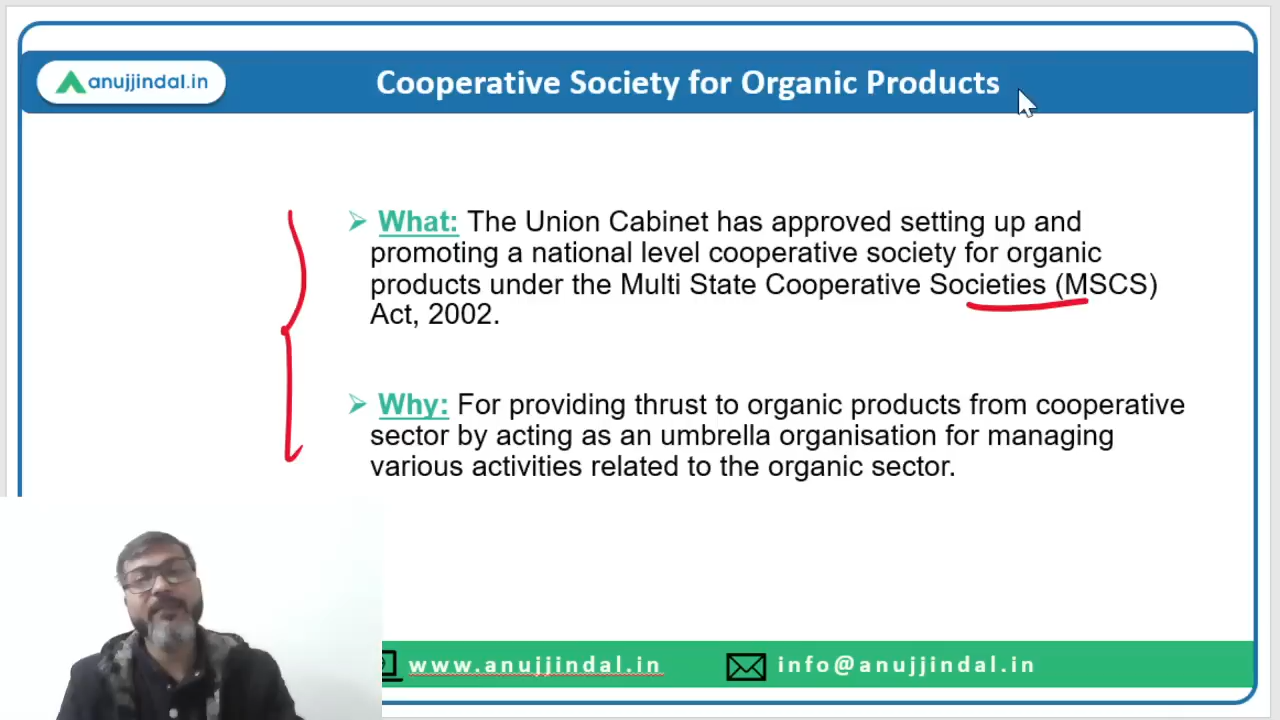 anujjindal.in
Cooperative Society for Organic Products
What: The Union Cabinet has approved setting up and
promoting a national level cooperative society for organic
products under the Multi State Cooperative Societies (MSCS)
Act, 2002.
Why: For providing thrust to organic products from cooperative
sector by acting as an umbrella organisation for managing
various activities related to the organic sector.
www.anujjindal.in
info@anujjindal.in